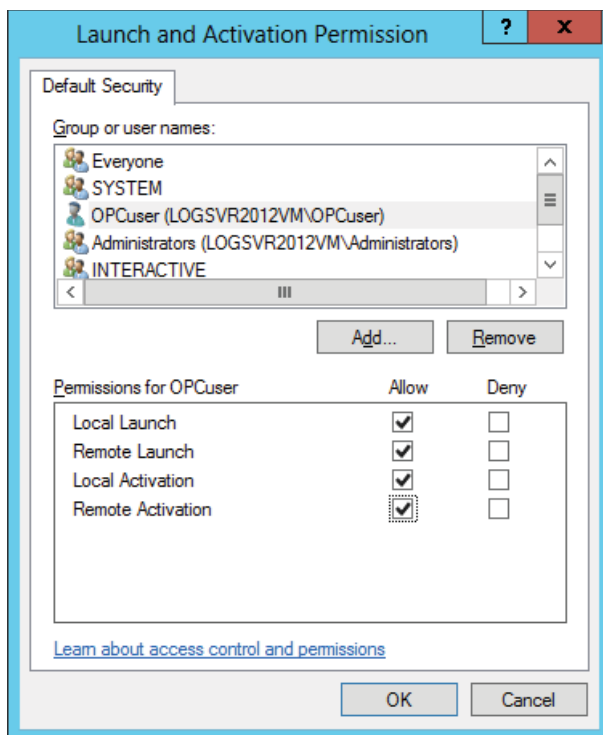 Launch and Activation Permission ? x
Default Security
Group or user names:
Everyone
SYSTEM
OPCuser (LOGSVR2012VM\OPCuser)
Administrators (LOGSVR2012VM\Administrators)
INTERACTIVE
Add... Remove
Permissions for OPCuser Allow Deny
Local Launch
Remote Launch
Local Activation
Remote Activation
Learn about access control and permissions
OK Cancel